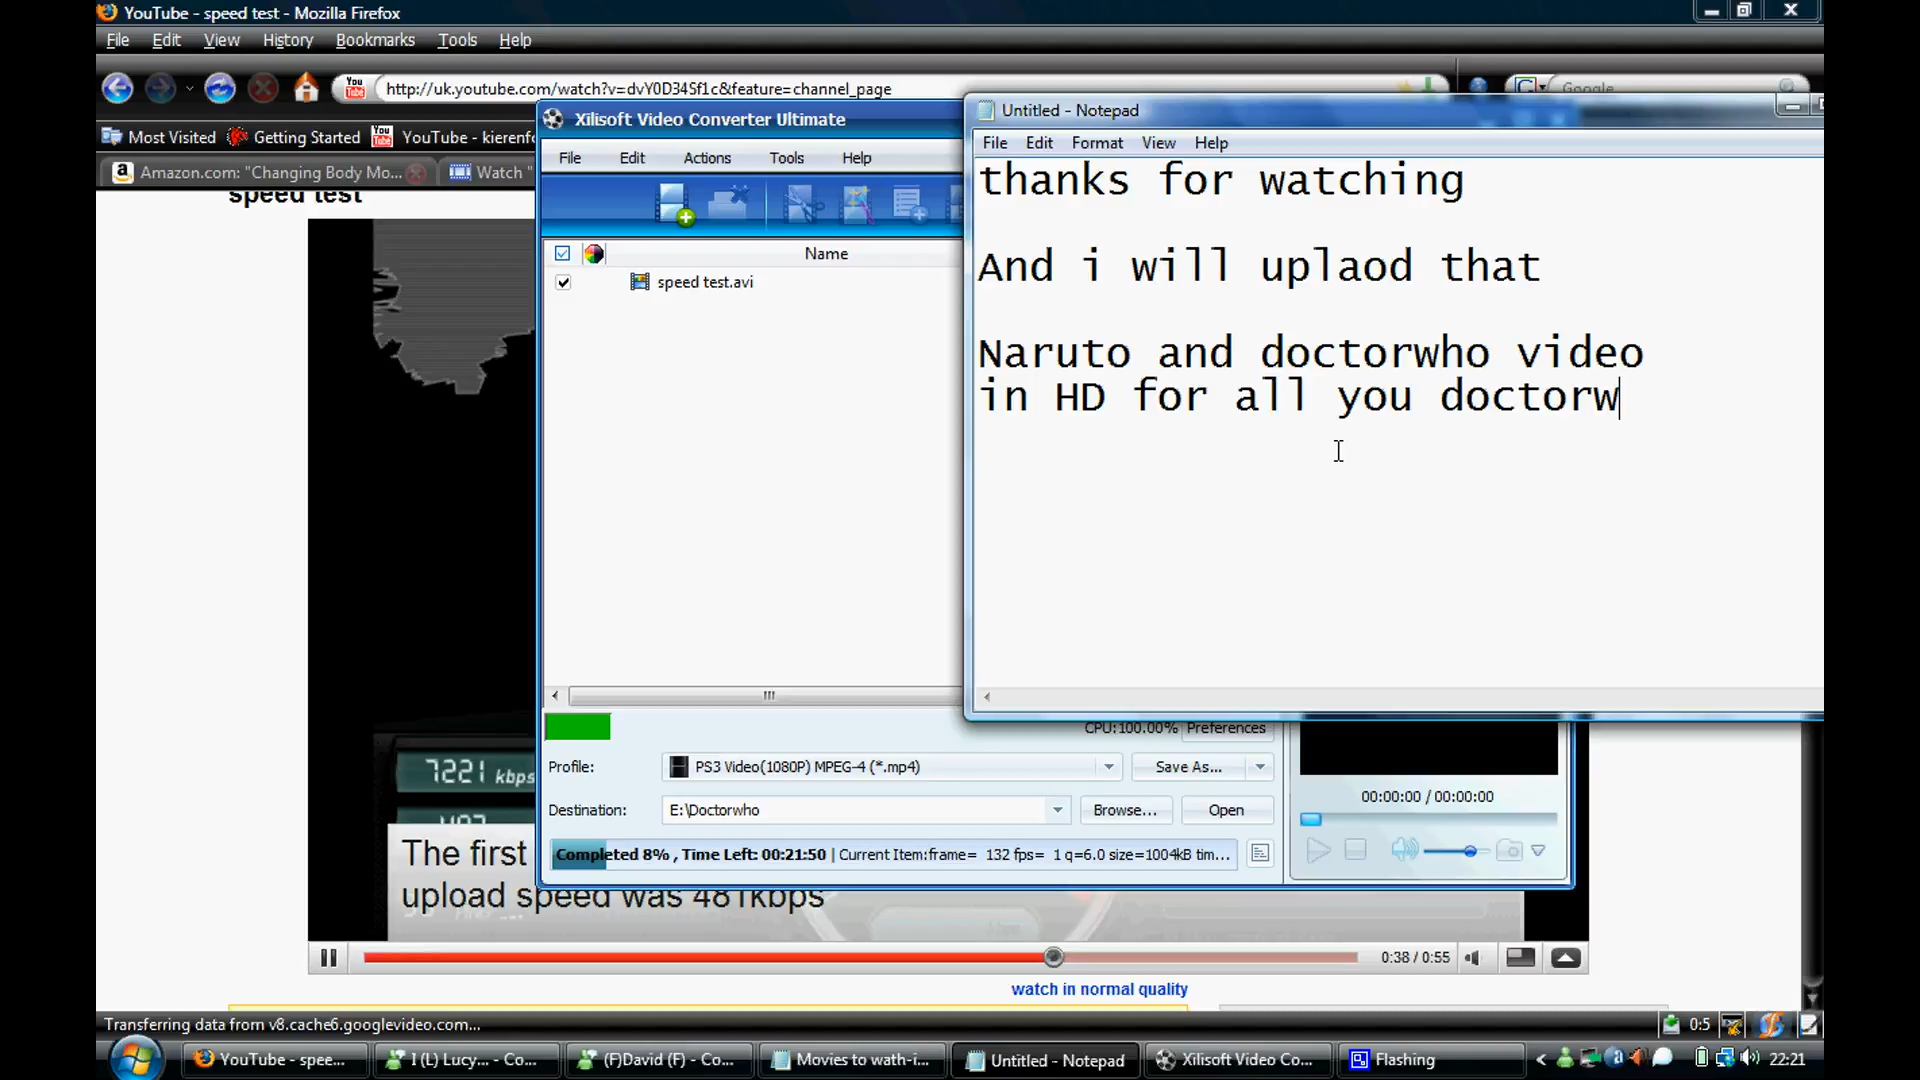 YouTube - speed test - Mozilla Firefox
File Edit View History Bookmarks Tools Help
http://uk.youtube.com/watch?v=dvY0D34Sf1c&feature=channel_page
Google
Most Visited Getting Started YouTube - kierenf
Amazon.com: "Changing Body Mo... Watch "
speed test
Xilisoft Video Converter Ultimate
File Edit Actions Tools Help
Name
speed test.avi
Untitled - Notepad
File Edit Format View Help
thanks for watching
And i will uplaod that
Naruto and doctorwho video
in HD for all you doctorw
CPU:100.00% Preferences
Profile: PS3 Video(1080P) MPEG-4 (*.mp4) Save As...
Destination: E:\Doctorwho Browse... Open
Completed 8% , Time Left: 00:21:50 | Current Item:frame= 132 fps= 1 q=6.0 size=1004kB tim...
00:00:00 / 00:00:00
7221 kbps
The first
upload speed was 481kbps
0:38 / 0:55
watch in normal quality
Transferring data from v8.cache6.googlevideo.com...
0:5
YouTube - spee... I (L) Lucy... - Co... (F)David (F) - Co... Movies to wath-i... Untitled - Notepad Xilisoft Video Co... Flashing 22:21